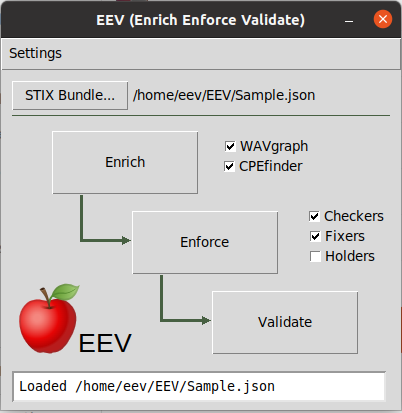 EEV (Enrich Enforce Validate)
Settings
STIX Bundle... /home/eev/EEV/Sample.json
Enrich
WAVgraph
CPEfinder
Enforce
Checkers
Fixers
Holders
Validate
EEV
Loaded /home/eev/EEV/Sample.json